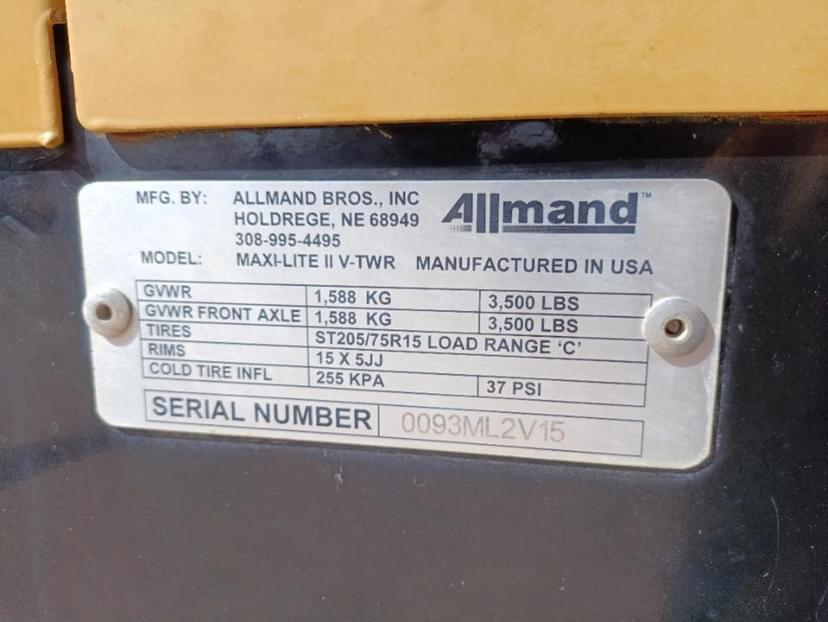 MFG. BY: ALLMAND BROS., INC
HOLDREGE, NE 68949
308-995-4495
Allmand™
MODEL: MAXI-LITE II V-TWR MANUFACTURED IN USA
GVWR 1,588 KG 3,500 LBS
GVWR FRONT AXLE 1,588 KG 3,500 LBS
TIRES ST205/75R15 LOAD RANGE ‘C’
RIMS 15 X 5JJ
COLD TIRE INFL 255 KPA 37 PSI
SERIAL NUMBER 0093ML2V15